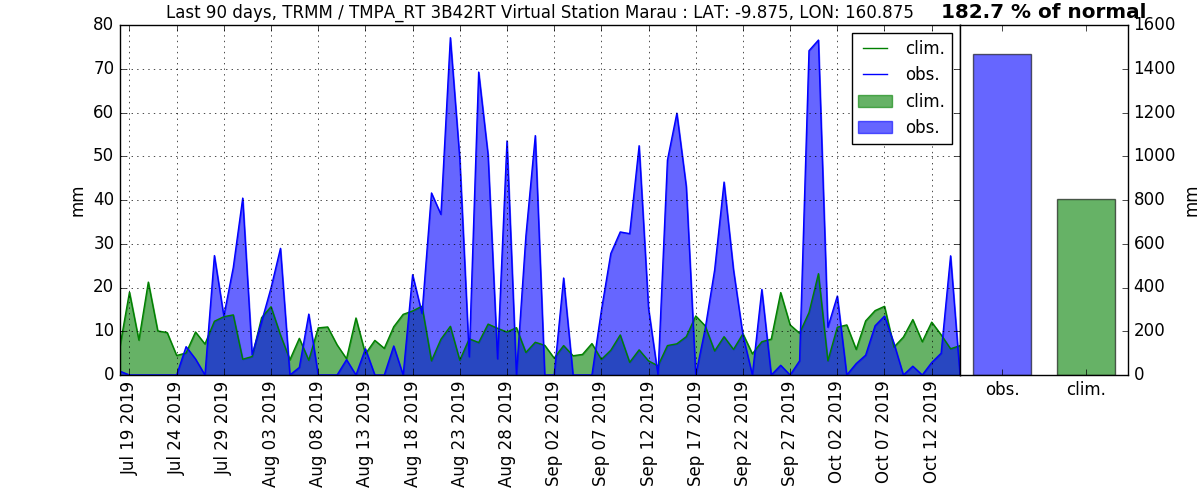 Last 90 days, TRMM / TMPA_RT 3B42RT Virtual Station Marau : LAT: -9.875, LON: 160.875
182.7 % of normal
80
70
60
50
40
30
20
10
0
mm
clim.
obs.
clim.
obs.
1600
1400
1200
1000
800
600
400
200
0
mm
Jul 19 2019
Jul 24 2019
Jul 29 2019
Aug 03 2019
Aug 08 2019
Aug 13 2019
Aug 18 2019
Aug 23 2019
Aug 28 2019
Sep 02 2019
Sep 07 2019
Sep 12 2019
Sep 17 2019
Sep 22 2019
Sep 27 2019
Oct 02 2019
Oct 07 2019
Oct 12 2019
obs.
clim.